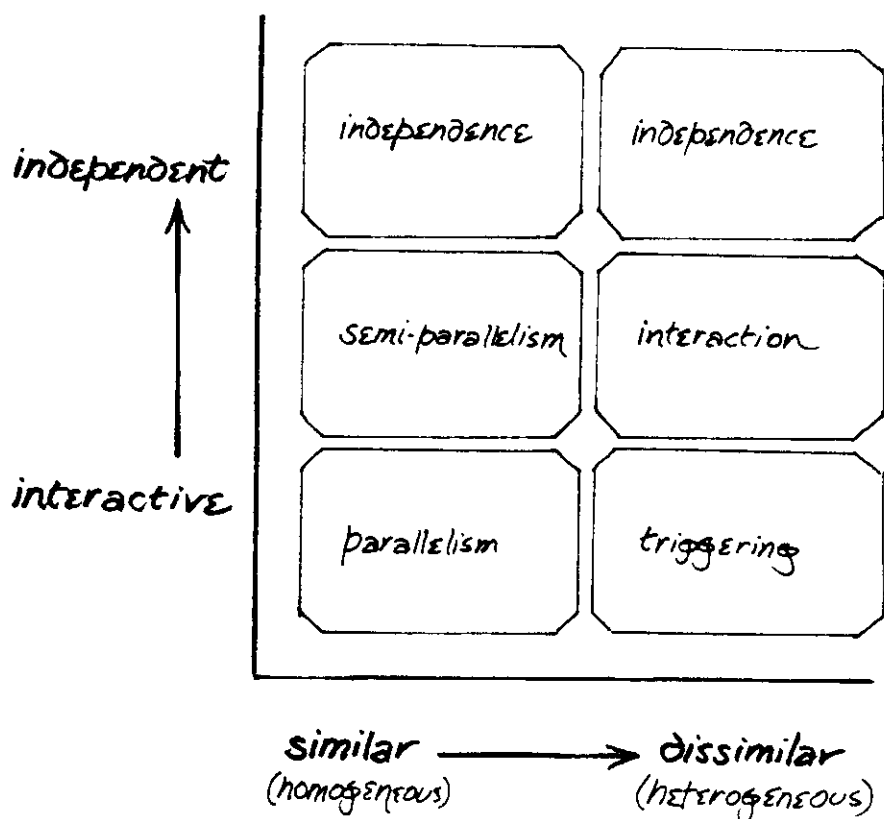 independence independence
independent
semi-parallelism interaction
interactive
parallelism triggering
similar dissimilar
(homogeneous) (heterogeneous)